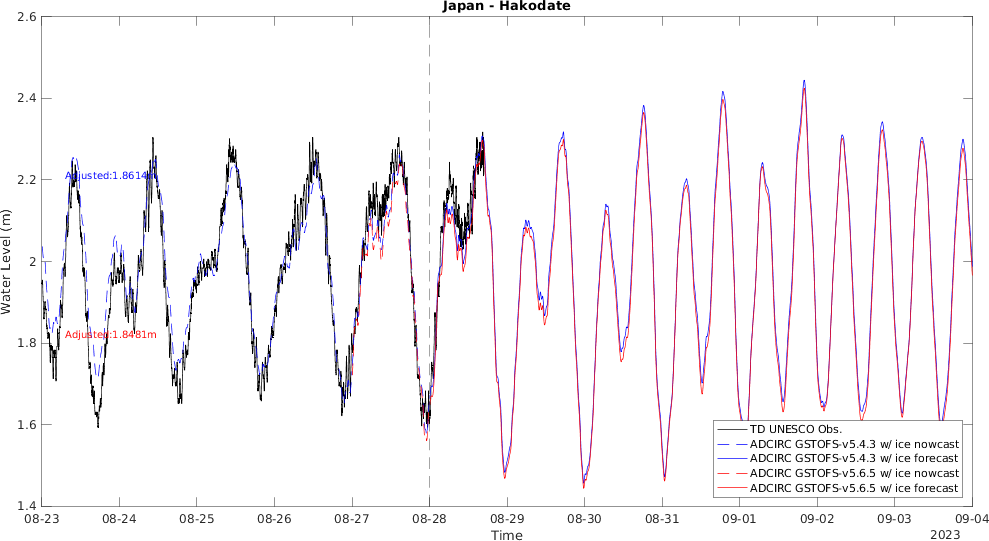 Japan - Hakodate
2.6
2.4
2.2
2
1.8
1.6
1.4
Water Level (m)
Adjusted:1.8614m
Adjusted:1.8481m
TD UNESCO Obs.
ADCIRC GSTOFS-v5.4.3 w/ ice nowcast
ADCIRC GSTOFS-v5.4.3 w/ ice forecast
ADCIRC GSTOFS-v5.6.5 w/ ice nowcast
ADCIRC GSTOFS-v5.6.5 w/ ice forecast
08-23 08-24 08-25 08-26 08-27 08-28 08-29 08-30 08-31 09-01 09-02 09-03 09-04
Time
2023